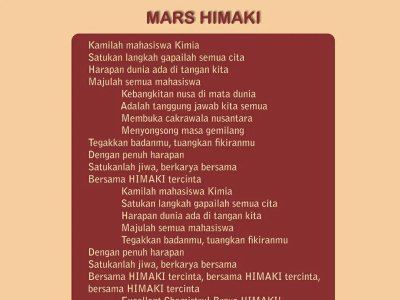 MARS HIMAKI
Kamilah mahasiswa Kimia
Satukan langkah gapailah semua cita
Harapan dunia ada di tangan kita
Majulah semua mahasiswa
Kebangkitan nusa di mata dunia
Adalah tanggung jawab kita semua
Membuka cakrawala nusantara
Menyongsong masa gemilang
Tegakkan badanmu, tuangkan fikiranmu
Dengan penuh harapan
Satukanlah jiwa, berkarya bersama
Bersama HIMAKI tercinta
Kamilah mahasiswa Kimia
Satukan langkah gapailah semua cita
Harapan dunia ada di tangan kita
Majulah semua mahasiswa
Tegakkan badanmu, tuangkan fikiranmu
Dengan penuh harapan
Satukanlah jiwa, berkarya bersama
Bersama HIMAKI tercinta, bersama HIMAKI tercinta,
bersama HIMAKI tercinta